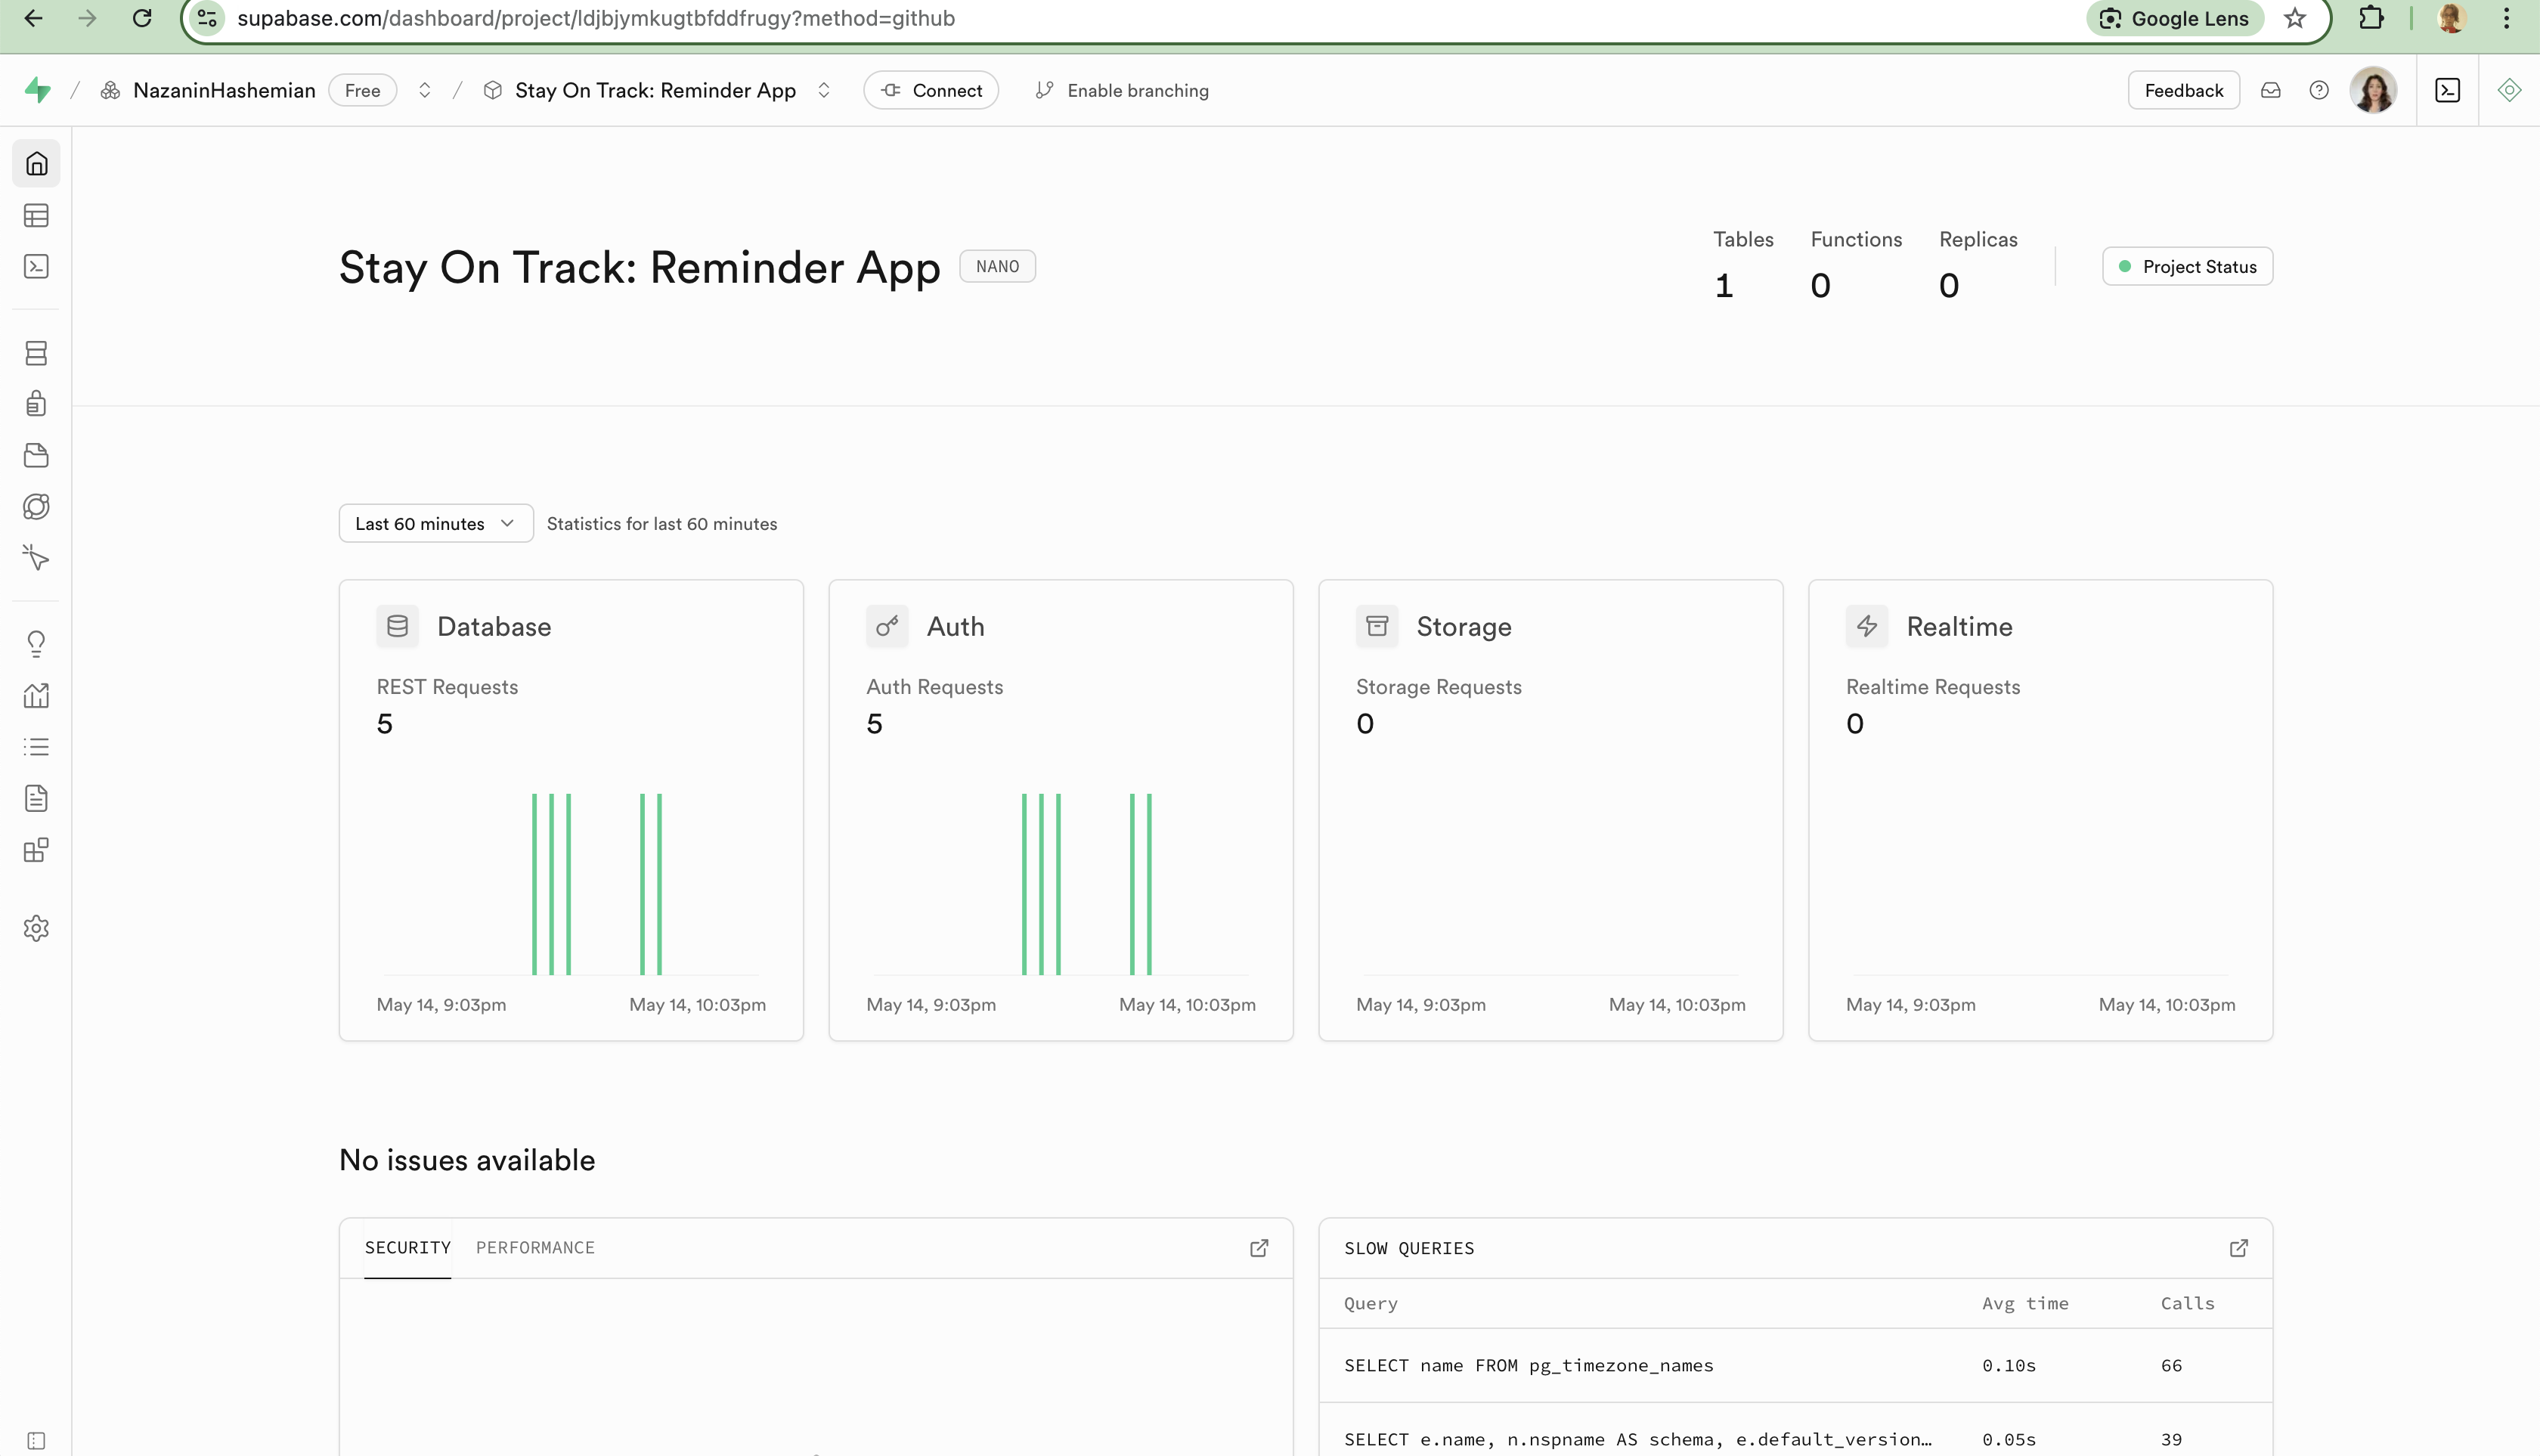 supabase.com/dashboard/project/ldjbjymkugtbfddfrugy?method=github
Google Lens
/ NazaninHashemian Free / Stay On Track: Reminder App Connect Enable branching Feedback
Stay On Track: Reminder App NANO
Tables Functions Replicas
1 0 0
Project Status
Last 60 minutes Statistics for last 60 minutes
Database
REST Requests
5
May 14, 9:03pm May 14, 10:03pm
Auth
Auth Requests
5
May 14, 9:03pm May 14, 10:03pm
Storage
Storage Requests
0
May 14, 9:03pm May 14, 10:03pm
Realtime
Realtime Requests
0
May 14, 9:03pm May 14, 10:03pm
No issues available
SECURITY PERFORMANCE
SLOW QUERIES
Query Avg time Calls
SELECT name FROM pg_timezone_names 0.10s 66
SELECT e.name, n.nspname AS schema, e.default_version… 0.05s 39